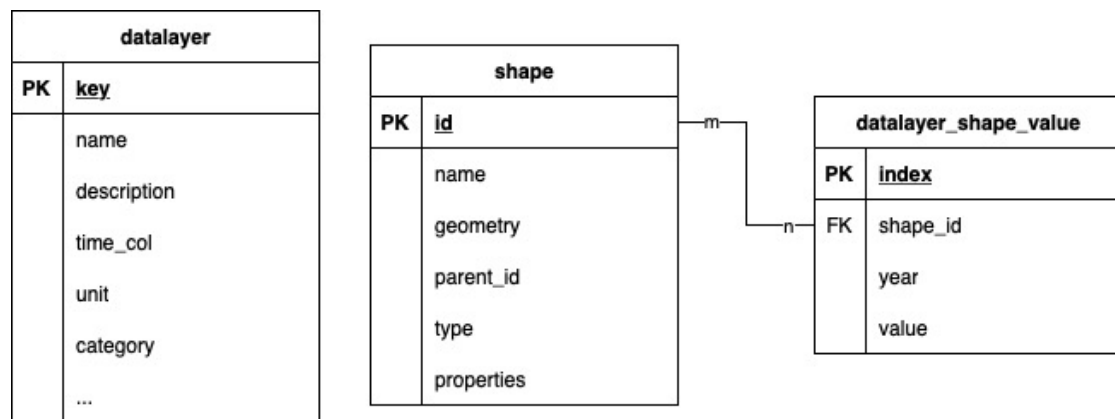 datalayer
PK key
name
description
time_col
unit
category
...
shape
PK id
name
geometry
parent_id
type
properties
m
n
datalayer_shape_value
PK index
FK shape_id
year
value